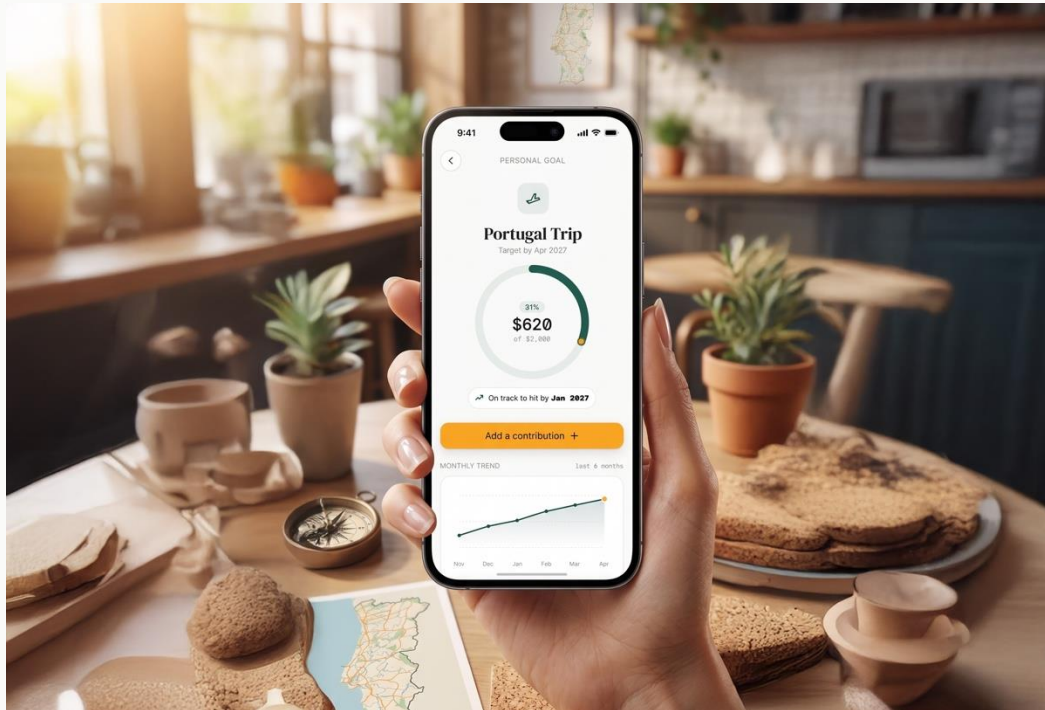 9:41
PERSONAL GOAL
Portugal Trip
Target by Apr 2027
31%
$620
of $2,000
On track to hit by Jan 2027
Add a contribution +
MONTHLY TREND last 6 months
Nov Dec Jan Feb Mar Apr